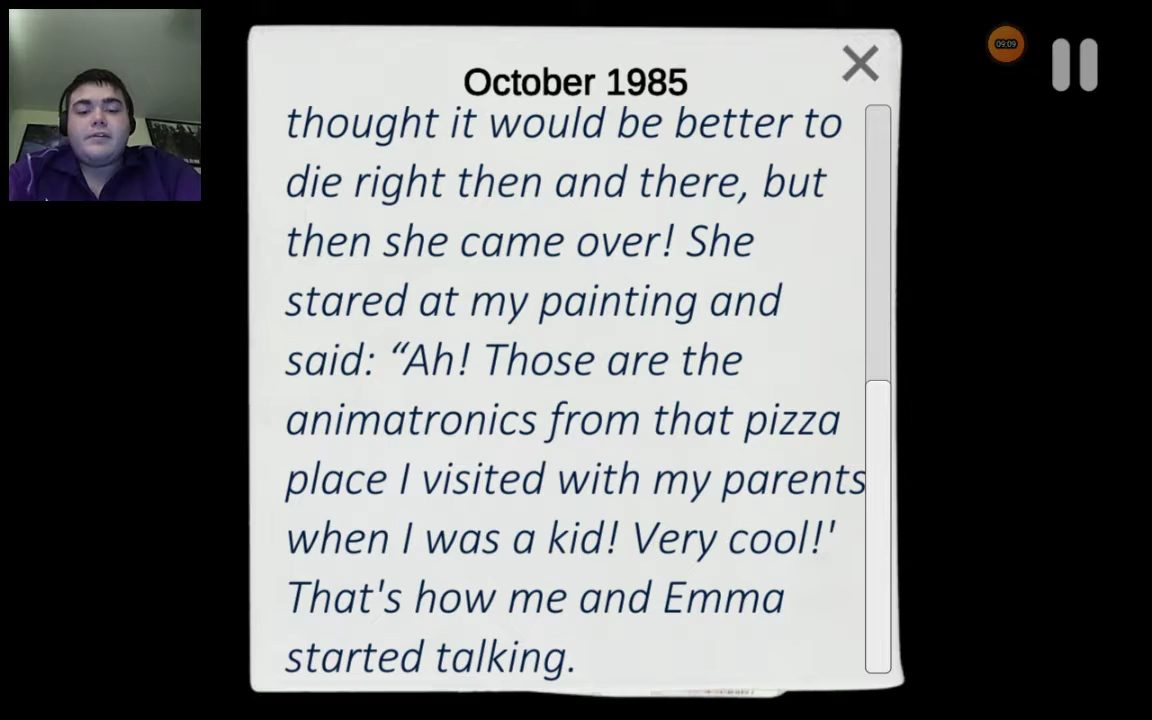 09:09
October 1985
thought it would be better to
die right then and there, but
then she came over! She
stared at my painting and
said: “Ah! Those are the
animatronics from that pizza
place I visited with my parents
when I was a kid! Very cool!'
That's how me and Emma
started talking.